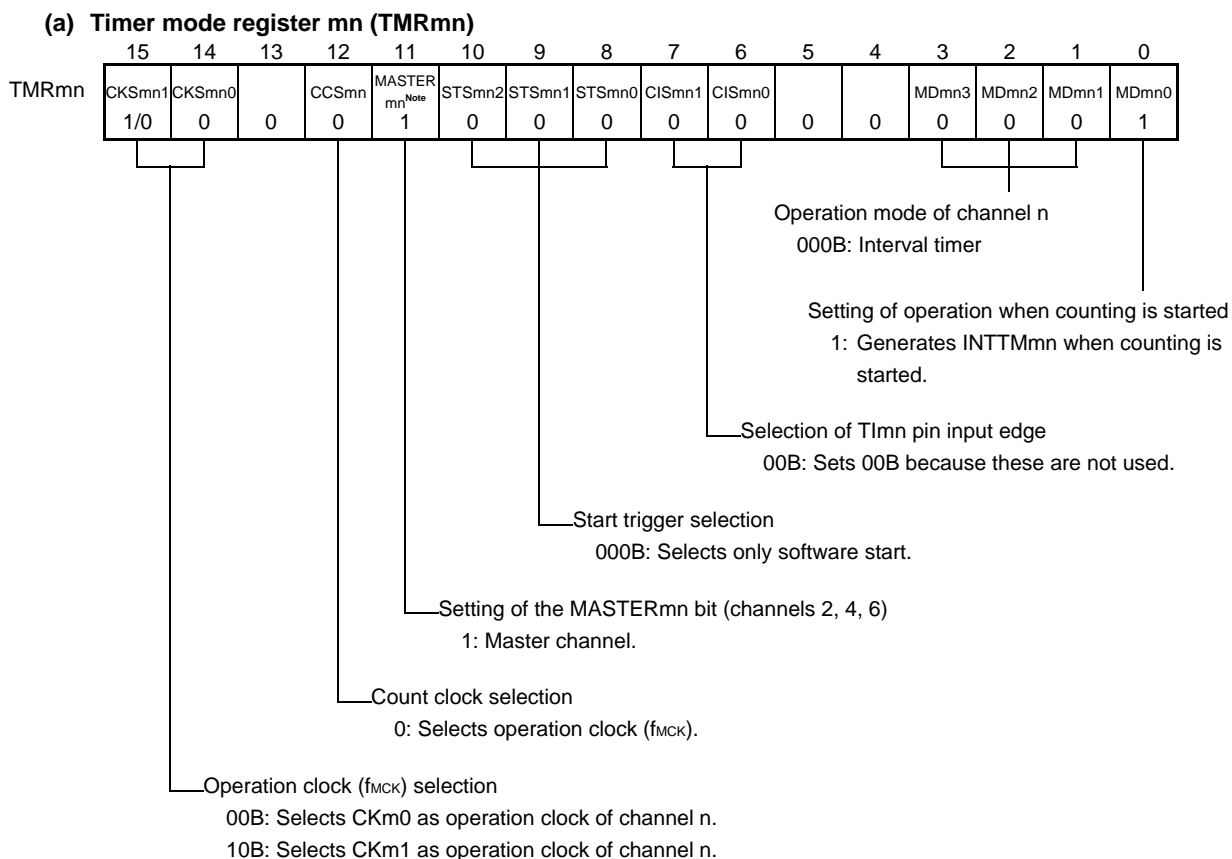 (a) Timer mode register mn (TMRmn)
15 14 13 12 11 10 9 8 7 6 5 4 3 2 1 0
TMRmn CKSmn1 CKSmn0 CCSmn MASTER mn Note STSmn2 STSmn1 STSmn0 CISmn1 CISmn0 MDmn3 MDmn2 MDmn1 MDmn0
1/0 0 0 0 1 0 0 0 0 0 0 0 0 0 0 1
Operation mode of channel n
000B: Interval timer
Setting of operation when counting is started
1: Generates INTTMmn when counting is
started.
Selection of TImn pin input edge
00B: Sets 00B because these are not used.
Start trigger selection
000B: Selects only software start.
Setting of the MASTERmn bit (channels 2, 4, 6)
1: Master channel.
Count clock selection
0: Selects operation clock (fMCK).
Operation clock (fMCK) selection
00B: Selects CKm0 as operation clock of channel n.
10B: Selects CKm1 as operation clock of channel n.